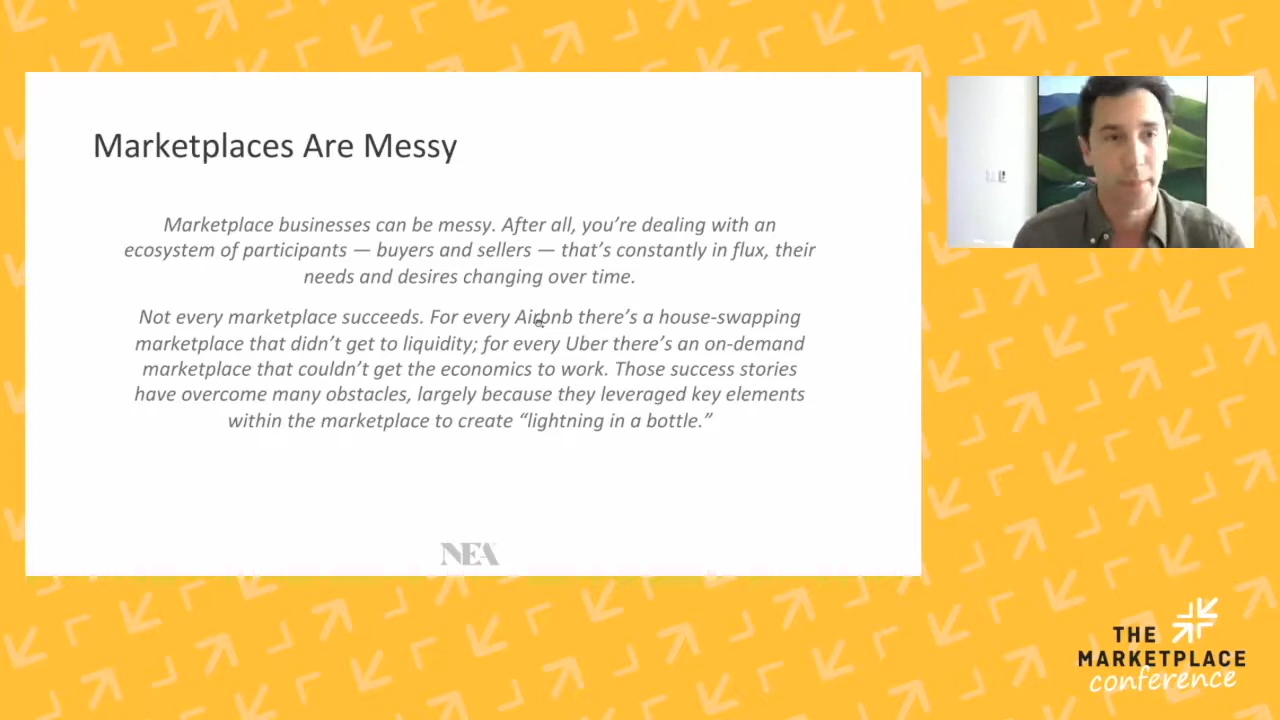 Marketplaces Are Messy
Marketplace businesses can be messy. After all, you’re dealing with an
ecosystem of participants — buyers and sellers — that’s constantly in flux, their
needs and desires changing over time.
Not every marketplace succeeds. For every Airbnb there’s a house-swapping
marketplace that didn’t get to liquidity; for every Uber there’s an on-demand
marketplace that couldn’t get the economics to work. Those success stories
have overcome many obstacles, largely because they leveraged key elements
within the marketplace to create “lightning in a bottle.”
NEA
THE
MARKETPLACE
conference